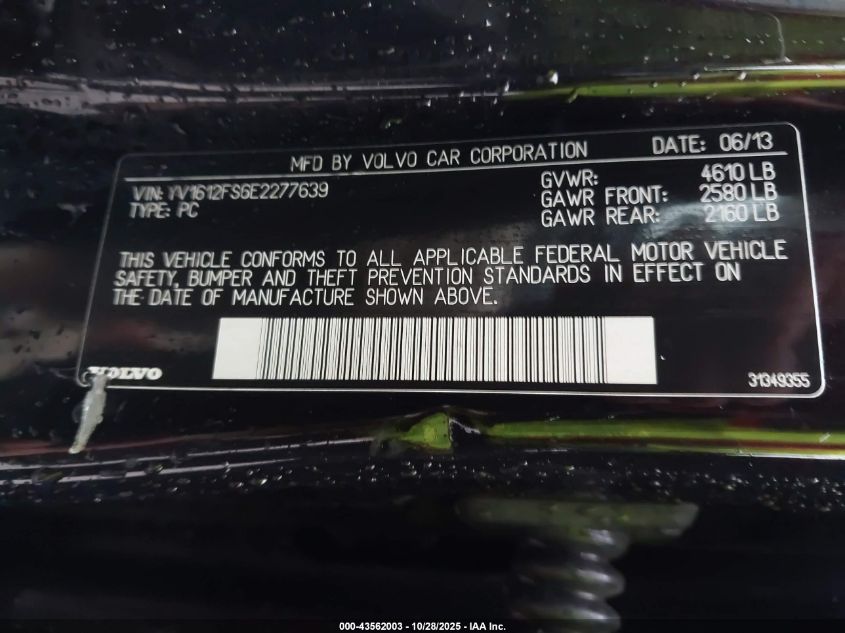 MFD BY VOLVO CAR CORPORATION DATE: 06/13
VIN: YV1612FS6E2277639
TYPE: PC
GVWR: 4610 LB
GAWR FRONT: 2580 LB
GAWR REAR: 2160 LB
THIS VEHICLE CONFORMS TO ALL APPLICABLE FEDERAL MOTOR VEHICLE
SAFETY, BUMPER AND THEFT PREVENTION STANDARDS IN EFFECT ON
THE DATE OF MANUFACTURE SHOWN ABOVE.
VOLVO 31349355
000-43562003 - 10/28/2025 - IAA Inc.